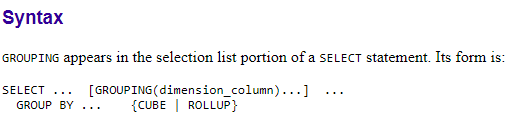 Syntax
GROUPING appears in the selection list portion of a SELECT statement. Its form is:
SELECT ... [GROUPING(dimension_column)...] ...
GROUP BY ... {CUBE | ROLLUP}